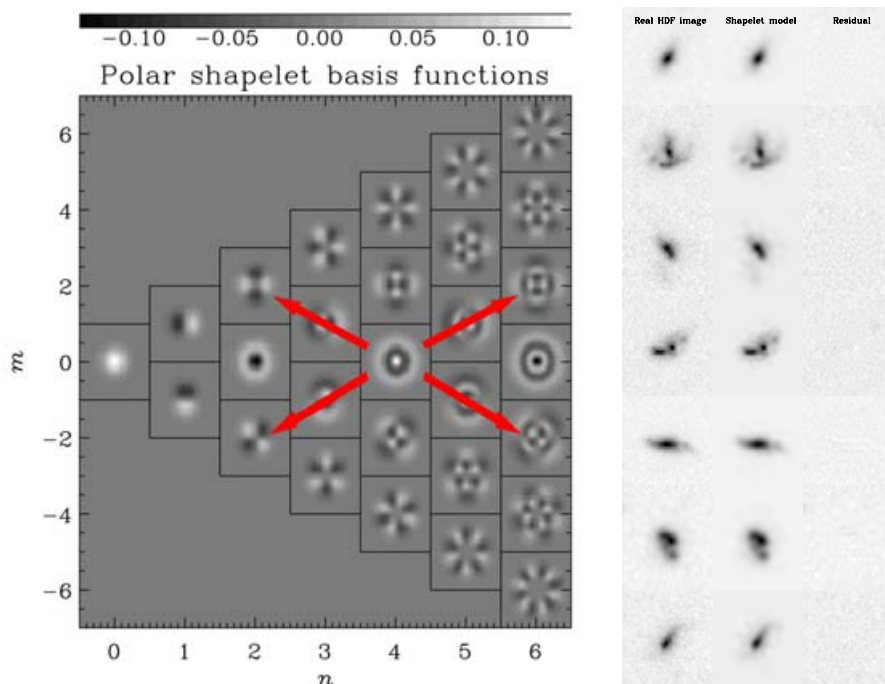 −0.10 −0.05 0.00 0.05 0.10
Polar shapelet basis functions
6
4
2
m
0
−2
−4
−6
0 1 2 3 4 5 6
n
Real HDF image Shapelet model Residual